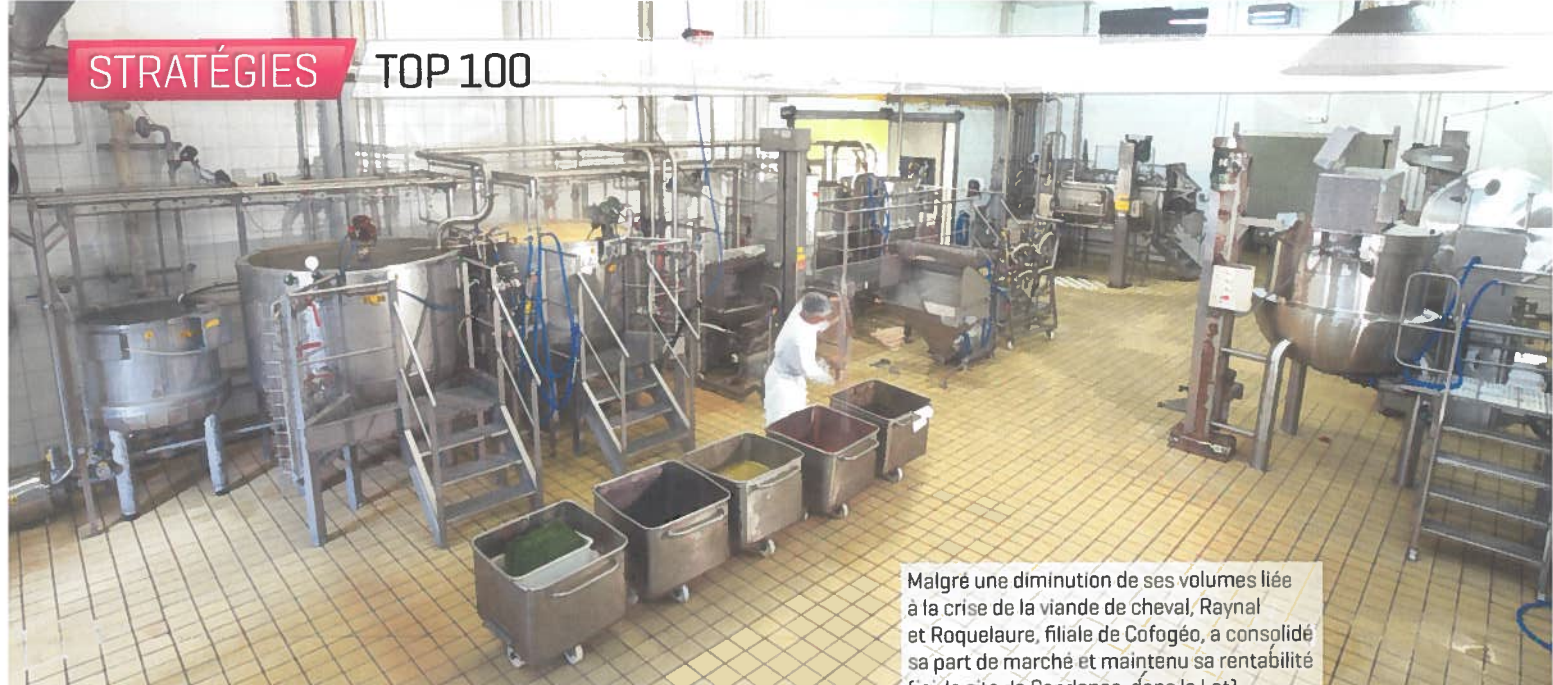 STRATÉGIES TOP 100
Malgré une diminution de ses volumes liée
à la crise de la viande de cheval, Raynal
et Roquelaure, filiale de Cofogéo, a consolidé
sa part de marché et maintenu sa rentabilité